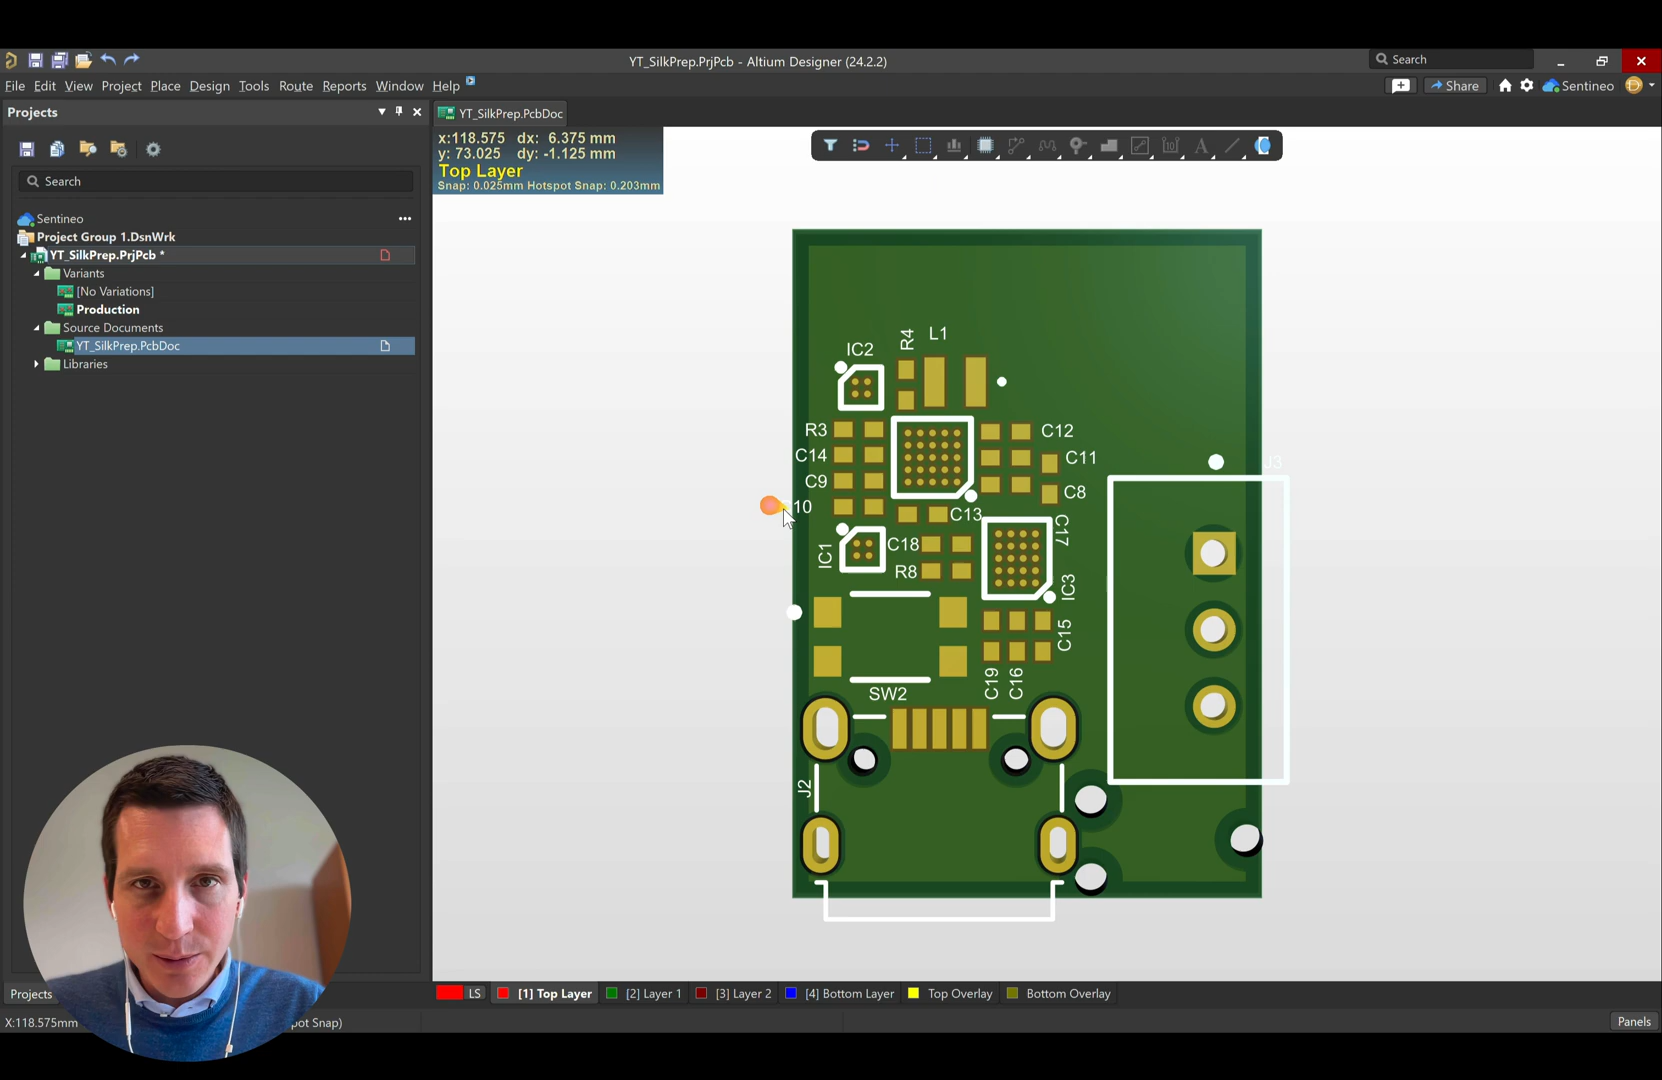 YT_SilkPrep.PrjPcb - Altium Designer (24.2.2)
Search
File Edit View Project Place Design Tools Route Reports Window Help
Share
Sentineo
Projects
YT_SilkPrep.PcbDoc
x:118.575 dx: 6.375 mm
y: 73.025 dy: -1.125 mm
Top Layer
Snap: 0.025mm Hotspot Snap: 0.203mm
Search
Sentineo
Project Group 1.DsnWrk
YT_SilkPrep.PrjPcb *
Variants
[No Variations]
Production
Source Documents
YT_SilkPrep.PcbDoc
Libraries
R4
L1
IC2
R3
C12
C14
C11
C9
C8
10
C13
C17
IC1
C18
R8
IC3
C15
C19
C16
SW2
J2
J3
Projects
LS
[1] Top Layer
[2] Layer 1
[3] Layer 2
[4] Bottom Layer
Top Overlay
Bottom Overlay
X:118.575mm
pot Snap)
Panels